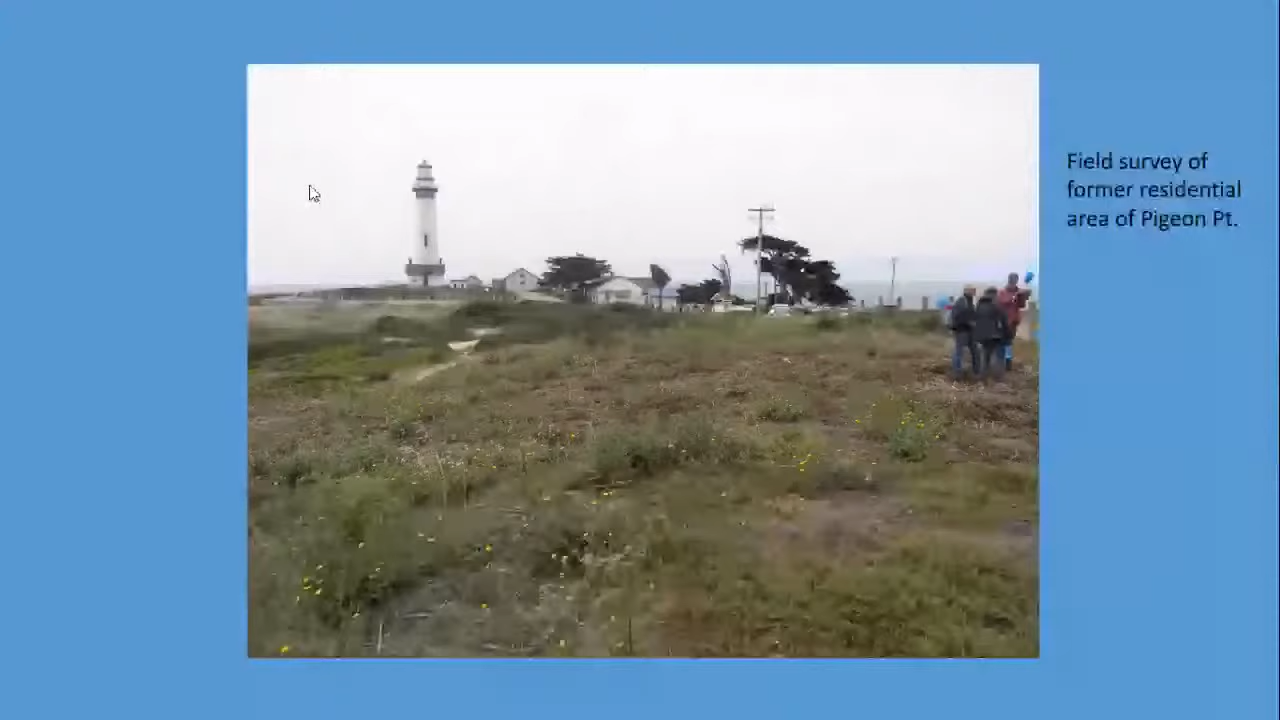 Field survey of
former residential
area of Pigeon Pt.